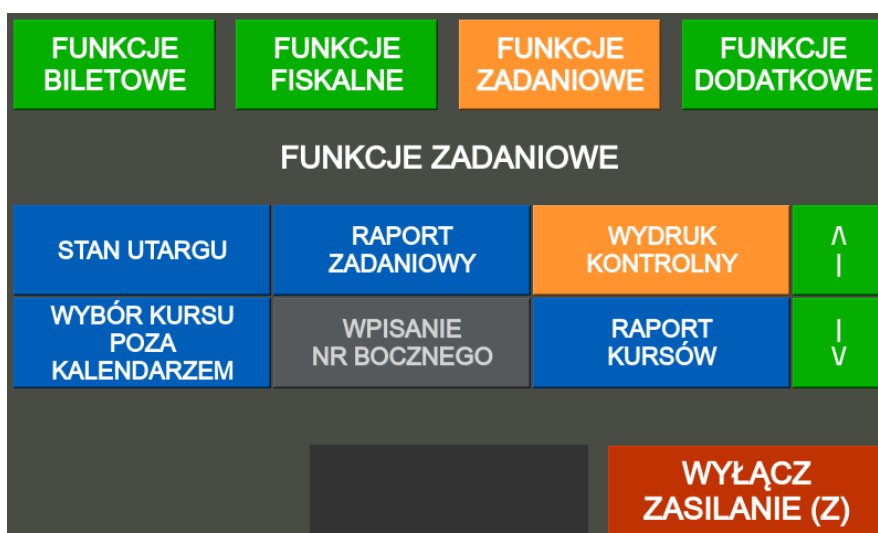 FUNKCJE
BILETOWE
FUNKCJE
FISKALNE
FUNKCJE
ZADANIOWE
FUNKCJE
DODATKOWE
FUNKCJE ZADANIOWE
STAN UTARGU
RAPORT
ZADANIOWY
WYDRUK
KONTROLNY
WYBÓR KURSU
POZA
KALENDARZEM
WPISANIE
NR BOCZNEGO
RAPORT
KURSÓW
WYŁĄCZ
ZASILANIE (Z)